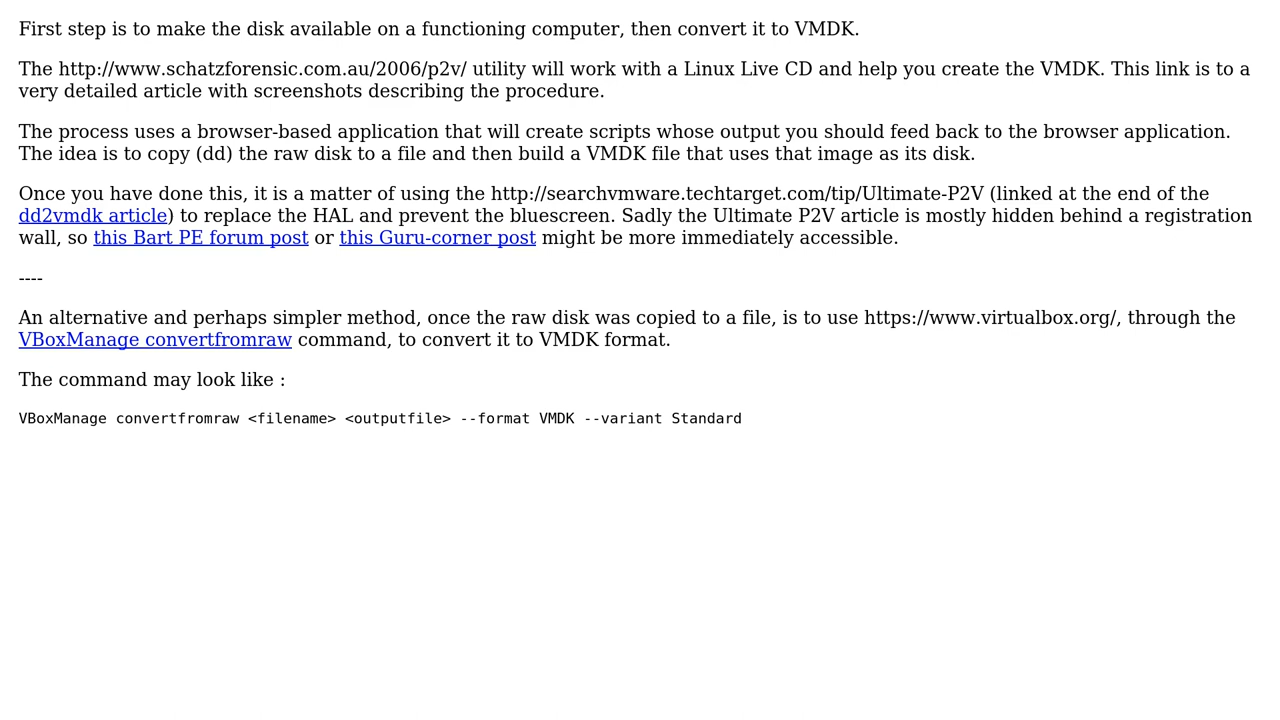 First step is to make the disk available on a functioning computer, then convert it to VMDK.
The http://www.schatzforensic.com.au/2006/p2v/ utility will work with a Linux Live CD and help you create the VMDK. This link is to a
very detailed article with screenshots describing the procedure.
The process uses a browser-based application that will create scripts whose output you should feed back to the browser application.
The idea is to copy (dd) the raw disk to a file and then build a VMDK file that uses that image as its disk.
Once you have done this, it is a matter of using the http://searchvmware.techtarget.com/tip/Ultimate-P2V (linked at the end of the
dd2vmdk article) to replace the HAL and prevent the bluescreen. Sadly the Ultimate P2V article is mostly hidden behind a registration
wall, so this Bart PE forum post or this Guru-corner post might be more immediately accessible.
----
An alternative and perhaps simpler method, once the raw disk was copied to a file, is to use https://www.virtualbox.org/, through the
VBoxManage convertfromraw command, to convert it to VMDK format.
The command may look like :
VBoxManage convertfromraw <filename> <outputfile> --format VMDK --variant Standard